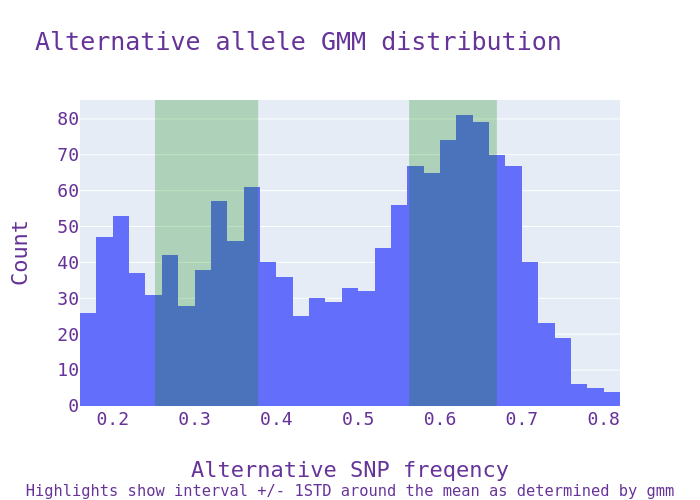 Alternative allele GMM distribution
80
70
60
50
40
30
20
10
0
Count
0.2 0.3 0.4 0.5 0.6 0.7 0.8
Alternative SNP freqency
Highlights show interval +/- 1STD around the mean as determined by gmm